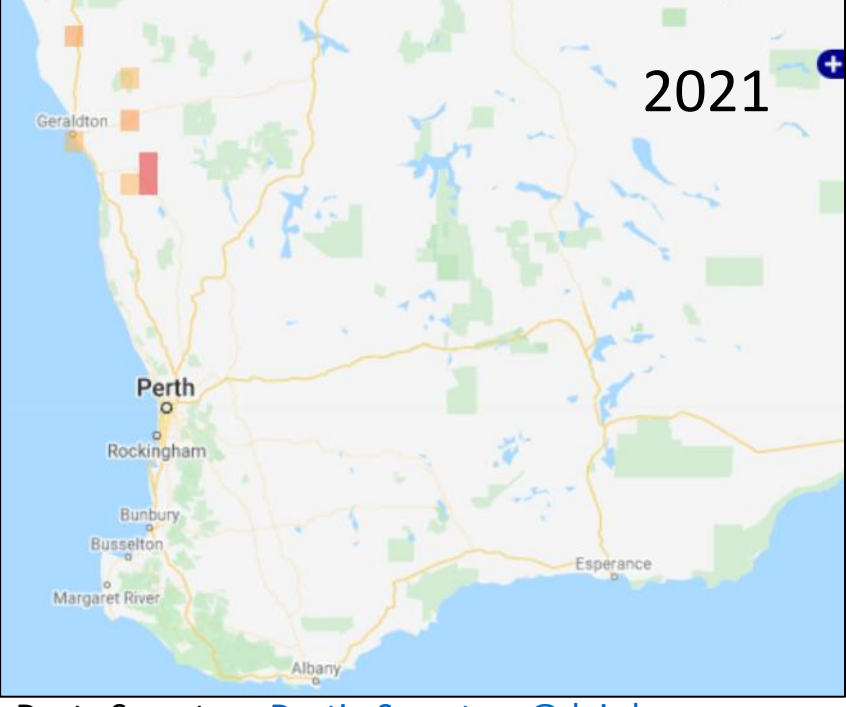 2021
Geraldton
Perth
Rockingham
Bunbury
Busselton
Margaret River
Esperance
Albany